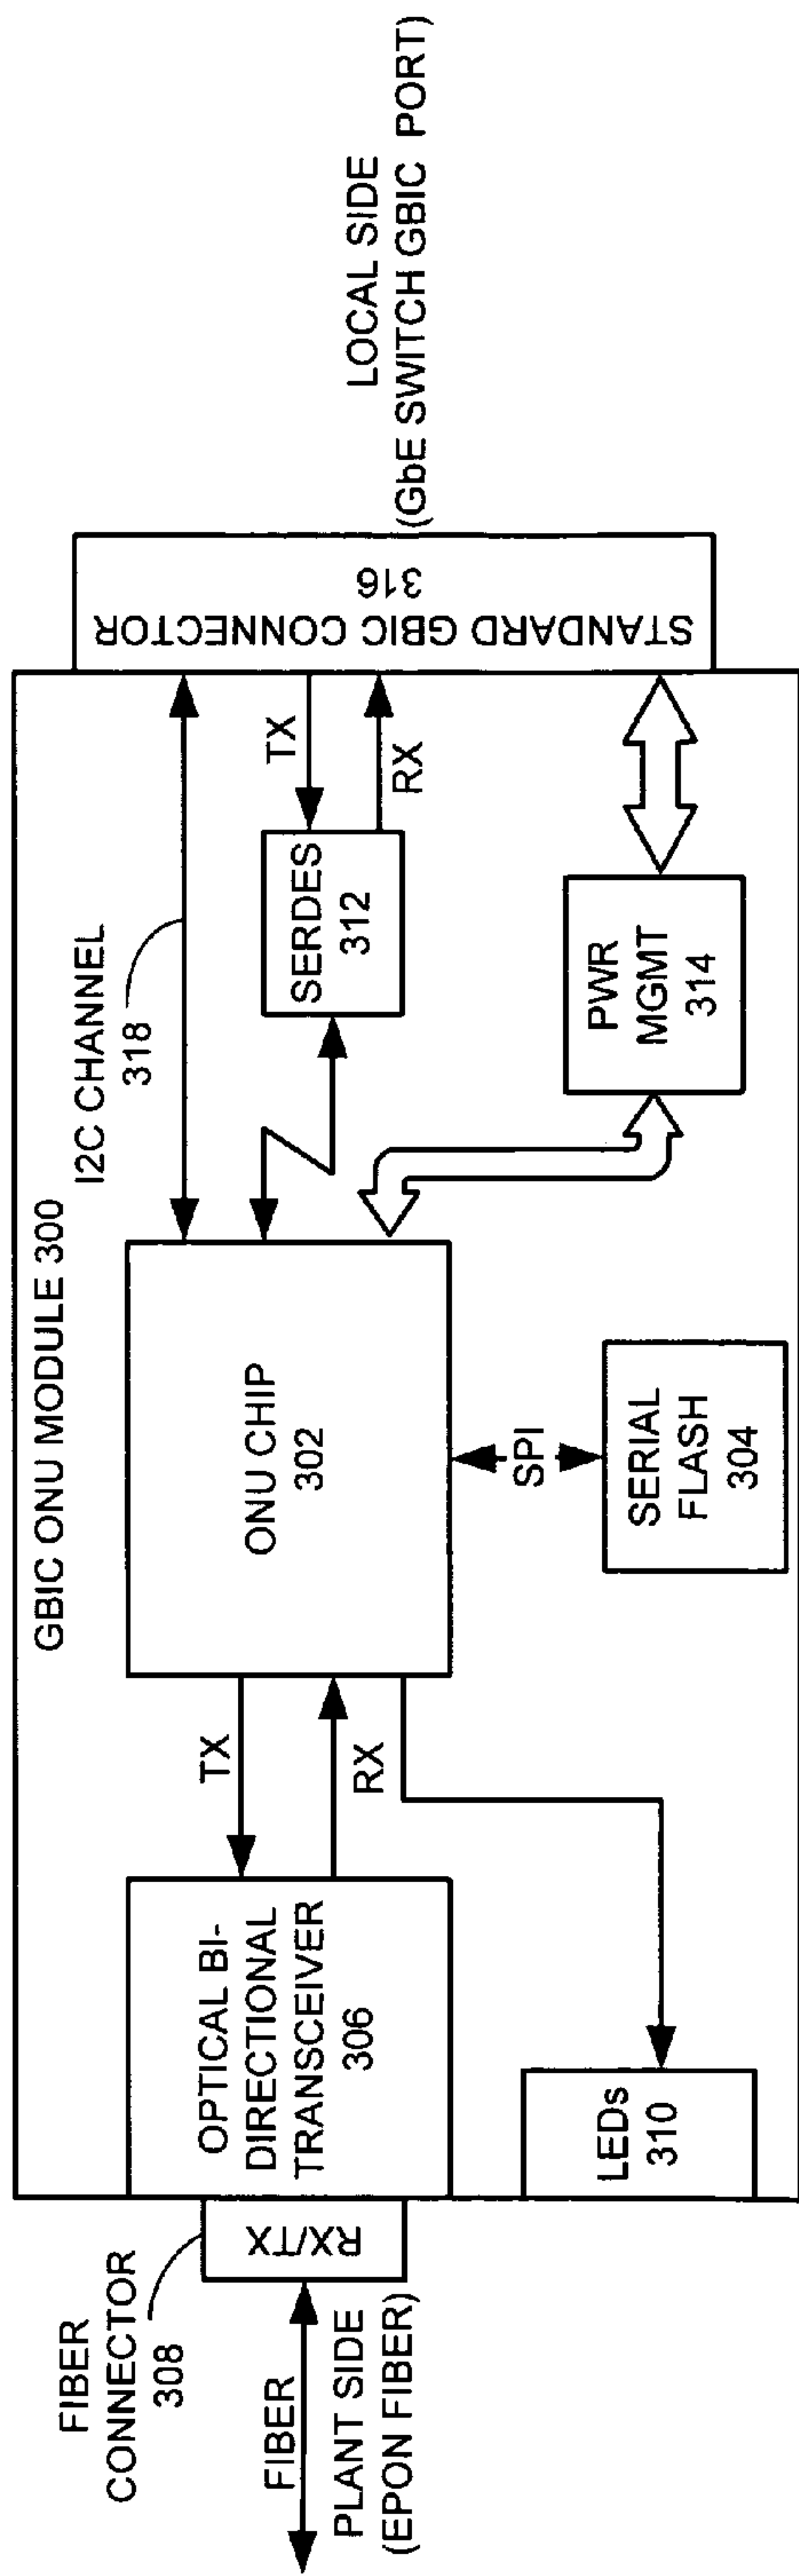 GBIC ONU MODULE 300
FIBER
CONNECTOR
308
FIBER
PLANT SIDE
(EPON FIBER)
RX/TX
OPTICAL BI-
DIRECTIONAL
TRANSCEIVER
306
LEDs
310
TX
RX
ONU CHIP
302
SPI
SERIAL
FLASH
304
I2C CHANNEL
318
SERDES
312
TX
RX
PWR
MGMT
314
STANDARD GBIC CONNECTOR
316
LOCAL SIDE
(GbE SWITCH GBIC PORT)